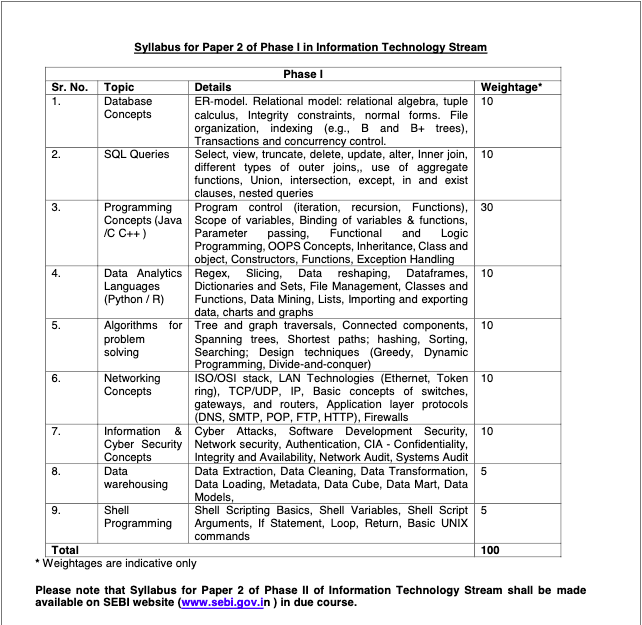 Syllabus for Paper 2 of Phase I in Information Technology Stream
Phase I
Sr. No. Topic Details Weightage*
1. Database ER-model. Relational model: relational algebra, tuple 10
Concepts calculus, Integrity constraints, normal forms. File
organization, indexing (e.g., B and B+ trees),
Transactions and concurrency control.
2. SQL Queries Select, view, truncate, delete, update, alter, Inner join, 10
different types of outer joins,, use of aggregate
functions, Union, intersection, except, in and exist
clauses, nested queries
3. Programming Program control (iteration, recursion, Functions), 30
Concepts (Java Scope of variables, Binding of variables & functions,
/C C++ ) Parameter passing, Functional and Logic
Programming, OOPS Concepts, Inheritance, Class and
object, Constructors, Functions, Exception Handling
4. Data Analytics Regex, Slicing, Data reshaping, Dataframes, 10
Languages Dictionaries and Sets, File Management, Classes and
(Python / R) Functions, Data Mining, Lists, Importing and exporting
data, charts and graphs
5. Algorithms for Tree and graph traversals, Connected components, 10
problem Spanning trees, Shortest paths; hashing, Sorting,
solving Searching; Design techniques (Greedy, Dynamic
Programming, Divide-and-conquer)
6. Networking ISO/OSI stack, LAN Technologies (Ethernet, Token 10
Concepts ring), TCP/UDP, IP, Basic concepts of switches,
gateways, and routers, Application layer protocols
(DNS, SMTP, POP, FTP, HTTP), Firewalls
7. Information & Cyber Attacks, Software Development Security, 10
Cyber Security Network security, Authentication, CIA - Confidentiality,
Concepts Integrity and Availability, Network Audit, Systems Audit
8. Data Data Extraction, Data Cleaning, Data Transformation, 5
warehousing Data Loading, Metadata, Data Cube, Data Mart, Data
Models,
9. Shell Shell Scripting Basics, Shell Variables, Shell Script 5
Programming Arguments, If Statement, Loop, Return, Basic UNIX
commands
Total 100
* Weightages are indicative only
Please note that Syllabus for Paper 2 of Phase II of Information Technology Stream shall be made
available on SEBI website (www.sebi.gov.in ) in due course.